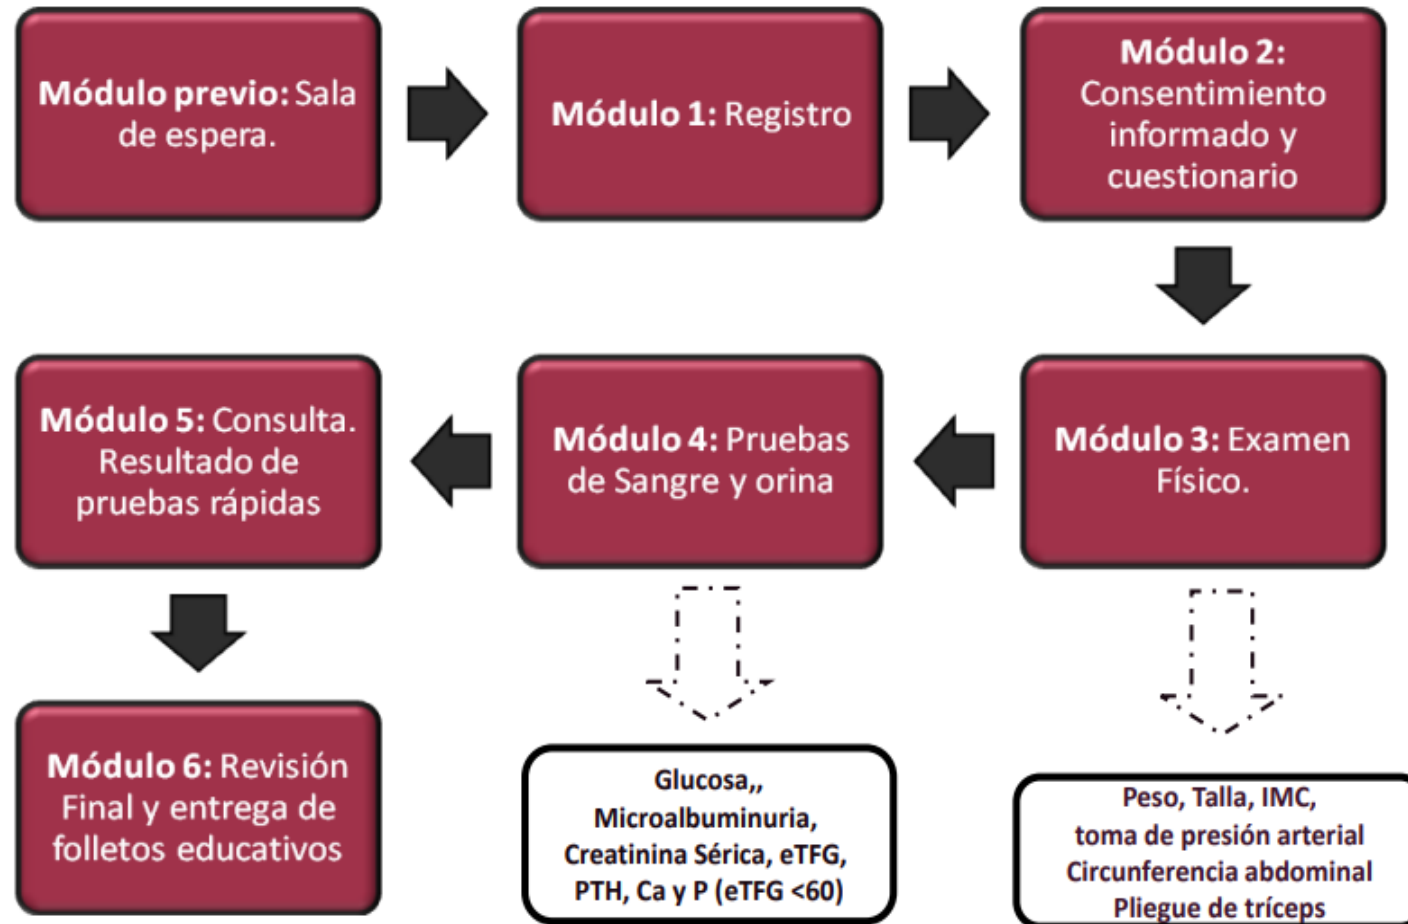 Módulo previo: Sala
de espera.
Módulo 1: Registro
Módulo 2:
Consentimiento
informado y
cuestionario
Módulo 3: Examen
Físico.
Módulo 4: Pruebas
de Sangre y orina
Módulo 5: Consulta.
Resultado de
pruebas rápidas
Módulo 6: Revisión
Final y entrega de
folletos educativos
Glucosa,,
Microalbuminuria,
Creatinina Sérica, eTFG,
PTH, Ca y P (eTFG <60)
Peso, Talla, IMC,
toma de presión arterial
Circunferencia abdominal
Pliegue de tríceps